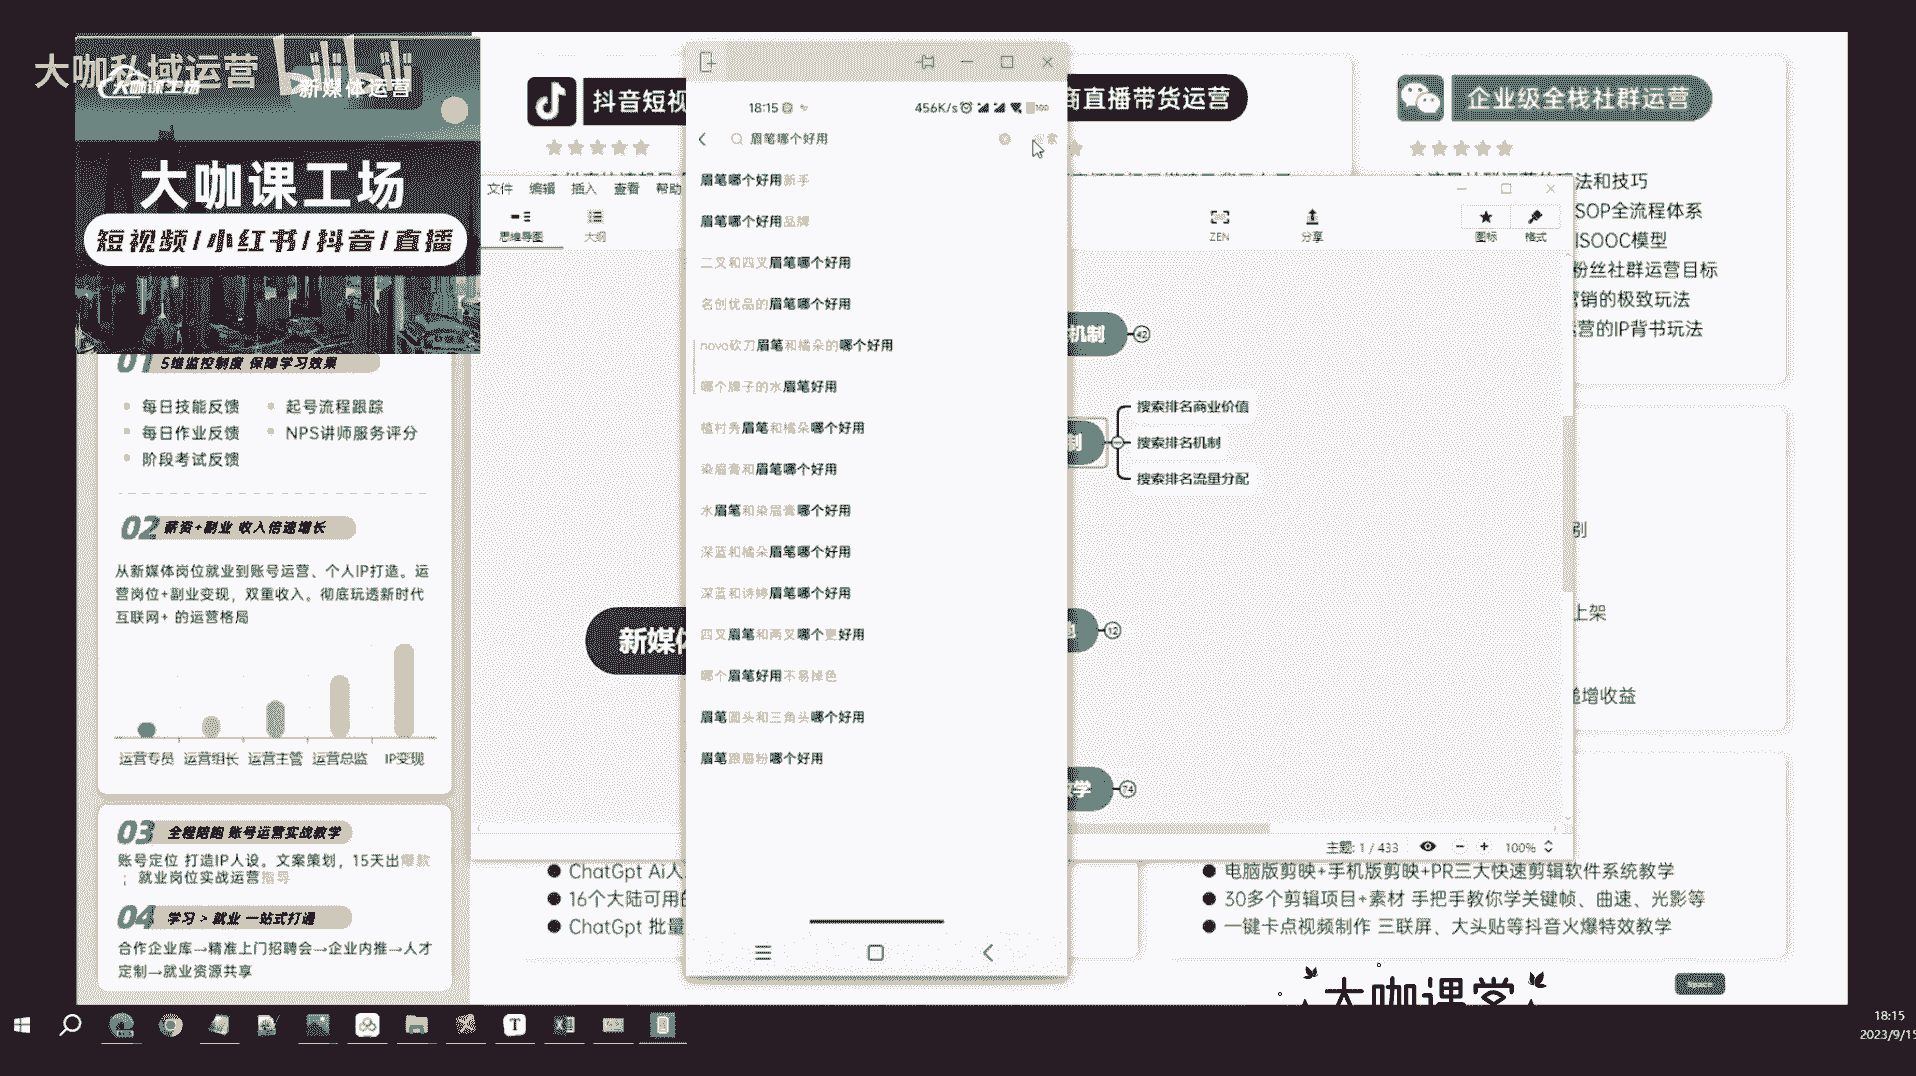 大咖私域运营
大咖课工场
新媒体运营
大咖课工场
短视频/小红书/抖音/直播
01 5维监控制度 保障学习效果
每日技能反馈
起号流程跟踪
每日作业反馈
NPS讲师服务评分
阶段考试反馈
02 薪资+副业 收入倍速增长
从新媒体岗位就业到账号运营、个人IP打造。运
营岗位+副业变现，双重收入。彻底玩透新时代
互联网+ 的运营格局
运营专员 运营组长 运营主管 运营总监 IP变现
03 全程陪跑 账号运营实战教学
账号定位 打造IP人设。文案策划，15天出爆款
；就业岗位实战运营指导
04 学习 > 就业 一站式打通
合作企业库→精准上门招聘会→企业内推→人才
定制→就业资源共享
抖音短视
商直播带货运营
企业级全栈社群运营
法和技巧
SOP全流程体系
ISOOC模型
粉丝社群运营目标
营销的极致玩法
营的IP背书玩法
文件 编辑 插入 查看 帮助
思维导图 大纲
ZEN 分享 图标 格式
机制 42
制
搜索排名商业价值
搜索排名机制
搜索排名流量分配
新媒体
12
学 74
别
上架
递增收益
主题: 1 / 433
100%
18:15
456K/s
100
眉笔哪个好用
搜索
眉笔哪个好用新手
眉笔哪个好用品牌
二叉和四叉眉笔哪个好用
名创优品的眉笔哪个好用
novo砍刀眉笔和橘朵的哪个好用
哪个牌子的水眉笔好用
植村秀眉笔和橘朵哪个好用
染眉膏和眉笔哪个好用
水眉笔和染眉膏哪个好用
深蓝和橘朵眉笔哪个好用
深蓝和诗婷眉笔哪个好用
四叉眉笔和两叉哪个更好用
哪个眉笔好用不易掉色
眉笔圆头和三角头哪个好用
眉笔跟眉粉哪个好用
ChatGpt Ai人
16个大陆可用的
ChatGpt 批量
电脑版剪映+手机版剪映+PR三大快速剪辑软件系统教学
30多个剪辑项目+素材 手把手教你学关键帧、曲速、光影等
一键卡点视频制作 三联屏、大头贴等抖音火爆特效教学
大咖课堂
Space
18:15
2023/9/15